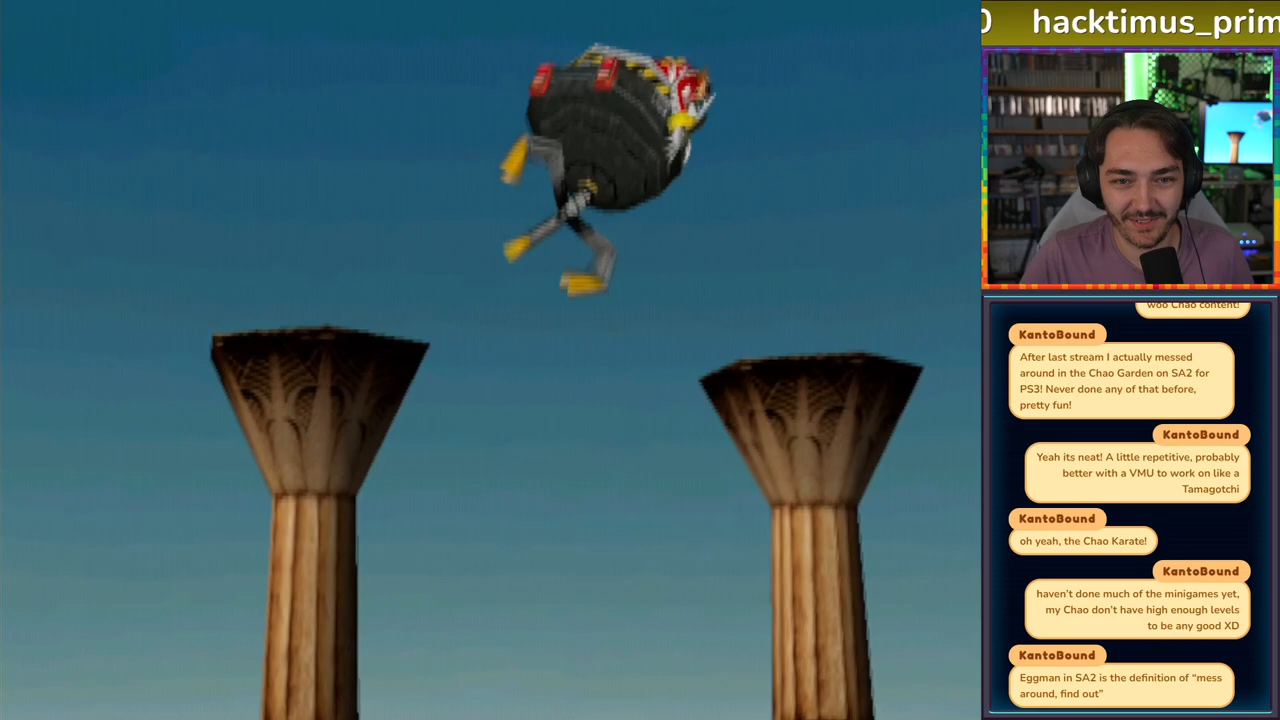 0 hacktimus_prim
woo Chao content!
KantoBound
After last stream I actually messed
around in the Chao Garden on SA2 for
PS3! Never done any of that before,
pretty fun!
KantoBound
Yeah its neat! A little repetitive, probably
better with a VMU to work on like a
Tamagotchi
KantoBound
oh yeah, the Chao Karate!
KantoBound
haven’t done much of the minigames yet,
my Chao don’t have high enough levels
to be any good XD
KantoBound
Eggman in SA2 is the definition of “mess
around, find out”